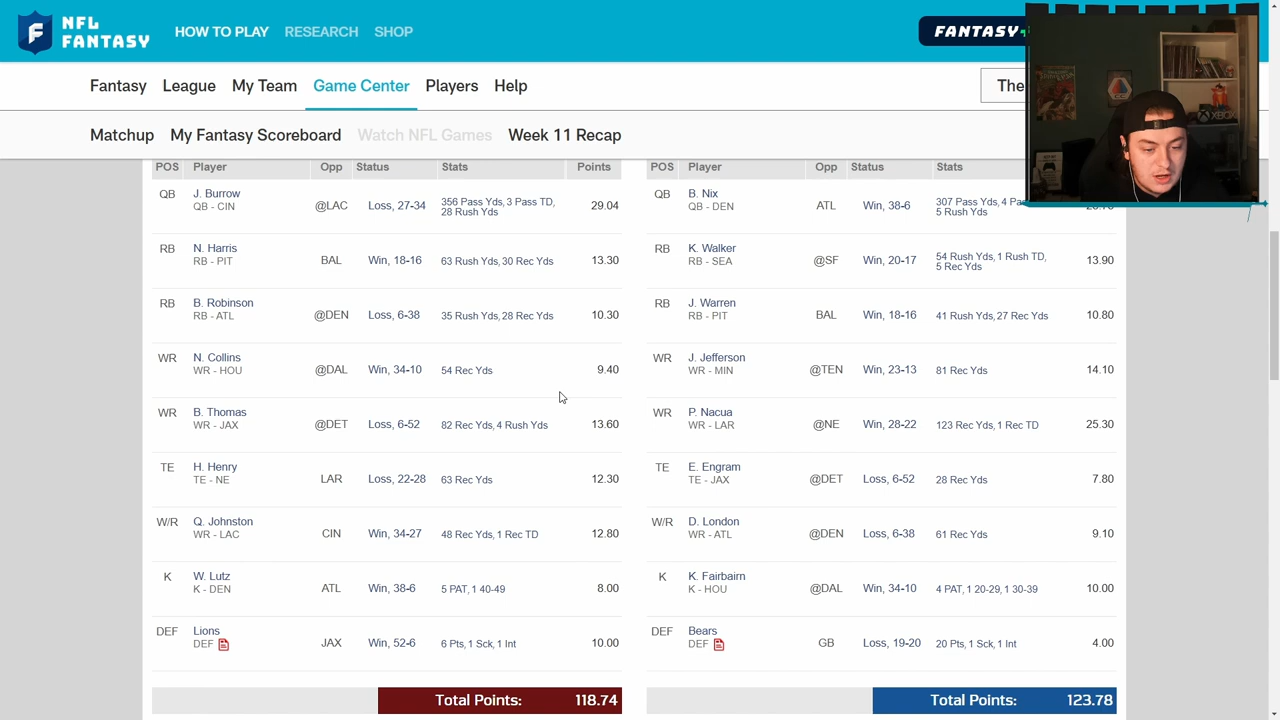 NFL FANTASY HOW TO PLAY RESEARCH SHOP FANTASY+
Fantasy League My Team Game Center Players Help The
Matchup My Fantasy Scoreboard Watch NFL Games Week 11 Recap
POS Player Opp Status Stats Points POS Player Opp Status Stats
QB J. Burrow QB - CIN @LAC Loss, 27-34 356 Pass Yds, 3 Pass TD, 28 Rush Yds 29.04
QB B. Nix QB - DEN ATL Win, 38-6 307 Pass Yds, 4 Pa 5 Rush Yds
RB N. Harris RB - PIT BAL Win, 18-16 63 Rush Yds, 30 Rec Yds 13.30
RB K. Walker RB - SEA @SF Win, 20-17 54 Rush Yds, 1 Rush TD, 5 Rec Yds 13.90
RB B. Robinson RB - ATL @DEN Loss, 6-38 35 Rush Yds, 28 Rec Yds 10.30
RB J. Warren RB - PIT BAL Win, 18-16 41 Rush Yds, 27 Rec Yds 10.80
WR N. Collins WR - HOU @DAL Win, 34-10 54 Rec Yds 9.40
WR J. Jefferson WR - MIN @TEN Win, 23-13 81 Rec Yds 14.10
WR B. Thomas WR - JAX @DET Loss, 6-52 82 Rec Yds, 4 Rush Yds 13.60
WR P. Nacua WR - LAR @NE Win, 28-22 123 Rec Yds, 1 Rec TD 25.30
TE H. Henry TE - NE LAR Loss, 22-28 63 Rec Yds 12.30
TE E. Engram TE - JAX @DET Loss, 6-52 28 Rec Yds 7.80
W/R Q. Johnston WR - LAC CIN Win, 34-27 48 Rec Yds, 1 Rec TD 12.80
W/R D. London WR - ATL @DEN Loss, 6-38 61 Rec Yds 9.10
K W. Lutz K - DEN ATL Win, 38-6 5 PAT, 1 40-49 8.00
K K. Fairbairn K - HOU @DAL Win, 34-10 4 PAT, 1 20-29, 1 30-39 10.00
DEF Lions DEF JAX Win, 52-6 6 Pts, 1 Sck, 1 Int 10.00
DEF Bears DEF GB Loss, 19-20 20 Pts, 1 Sck, 1 Int 4.00
Total Points: 118.74 Total Points: 123.78
XBOX